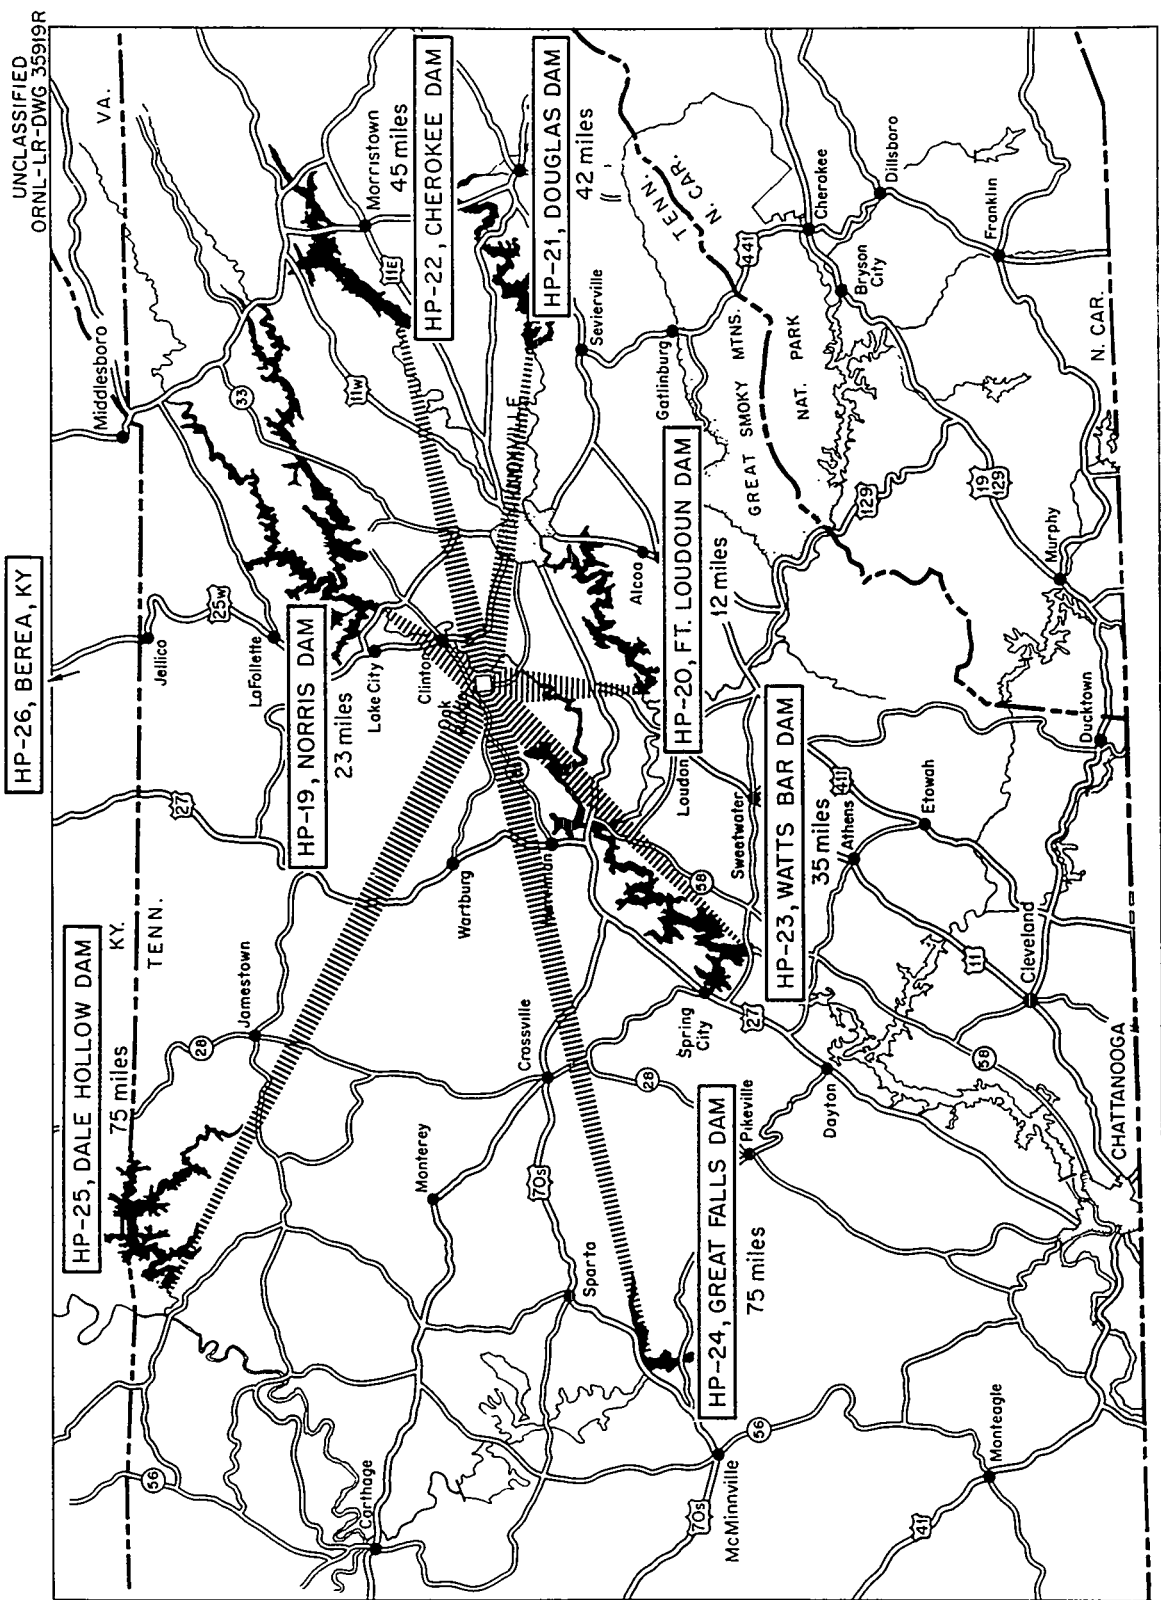 UNCLASSIFIED
ORNL-LR-DWG 35919R
HP-26, BEREA, KY
HP-25, DALE HOLLOW DAM
75 miles
KY.
TENN.
VA.
Middlesboro
Jellico
25W
27
28
Jamestown
LaFollette
33
HP-19, NORRIS DAM
23 miles
Lake City
Clinton
Oak
11W
Morristown
11E
45 miles
HP-22, CHEROKEE DAM
HP-21, DOUGLAS DAM
42 miles
KNOXVILLE
Sevierville
Gatlinburg
Alcoa
HP-20, FT. LOUDOUN DAM
12 miles
Loudon
Wartburg
Harriman
Crossville
Monterey
56
Carthage
70S
Sparta
28
Spring
City
58
Sweetwater
HP-23, WATTS BAR DAM
35 miles
HP-24, GREAT FALLS DAM
75 miles
Pikeville
27
Dayton
McMinnville
70S
56
41
Monteagle
CHATTANOOGA
58
11
Cleveland
Athens
411
Etowah
Ducktown
Murphy
19
129
129
GREAT SMOKY MTNS.
NAT. PARK
TENN.
N. CAR.
441
Cherokee
Bryson
City
Dillsboro
Franklin
N. CAR.